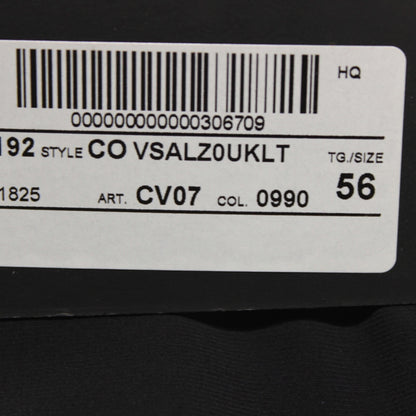 HQ
000000000000306709
192 STYLE CO VSALZ0UKLT TG./SIZE
1825 ART. CV07 COL. 0990 56